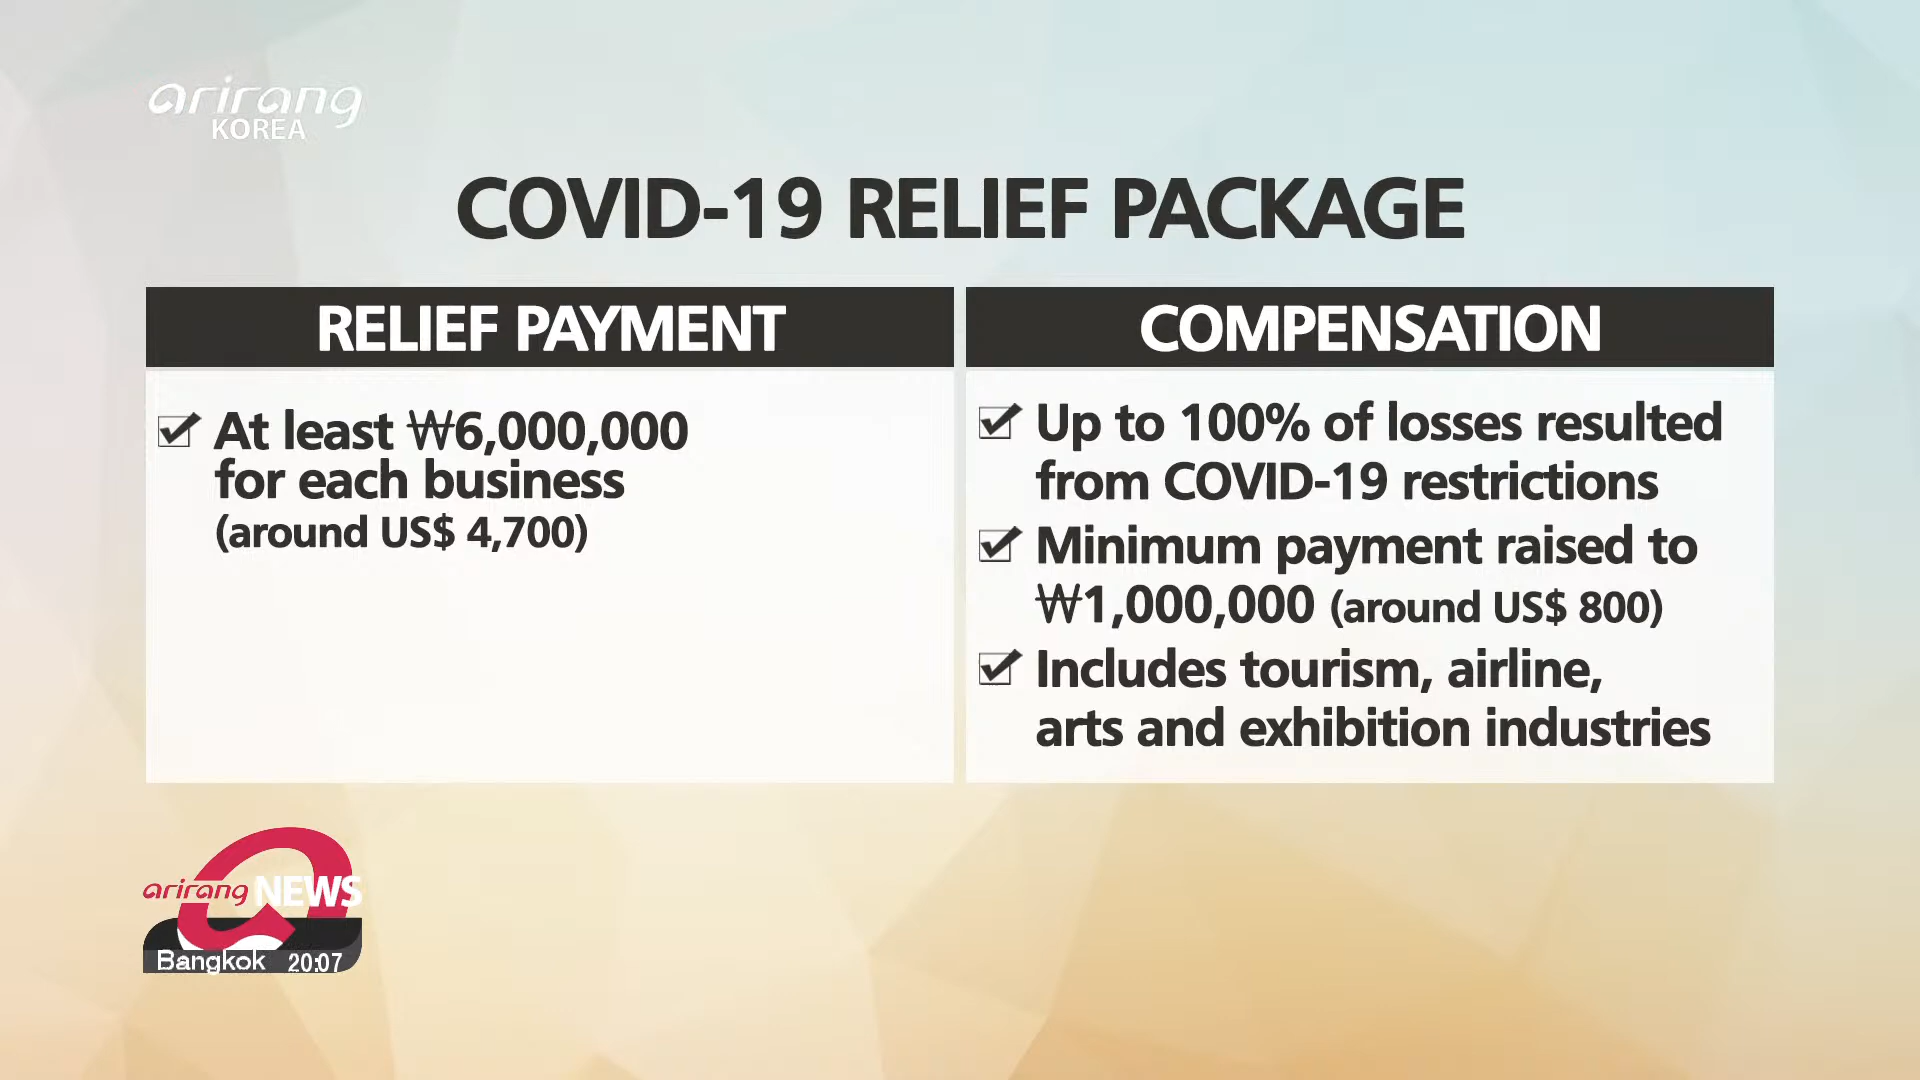 arirang
KOREA
COVID-19 RELIEF PACKAGE
RELIEF PAYMENT
At least ₩6,000,000
for each business
(around US$ 4,700)
COMPENSATION
Up to 100% of losses resulted
from COVID-19 restrictions
Minimum payment raised to
₩1,000,000 (around US$ 800)
Includes tourism, airline,
arts and exhibition industries
arirang NEWS
Bangkok 20:07